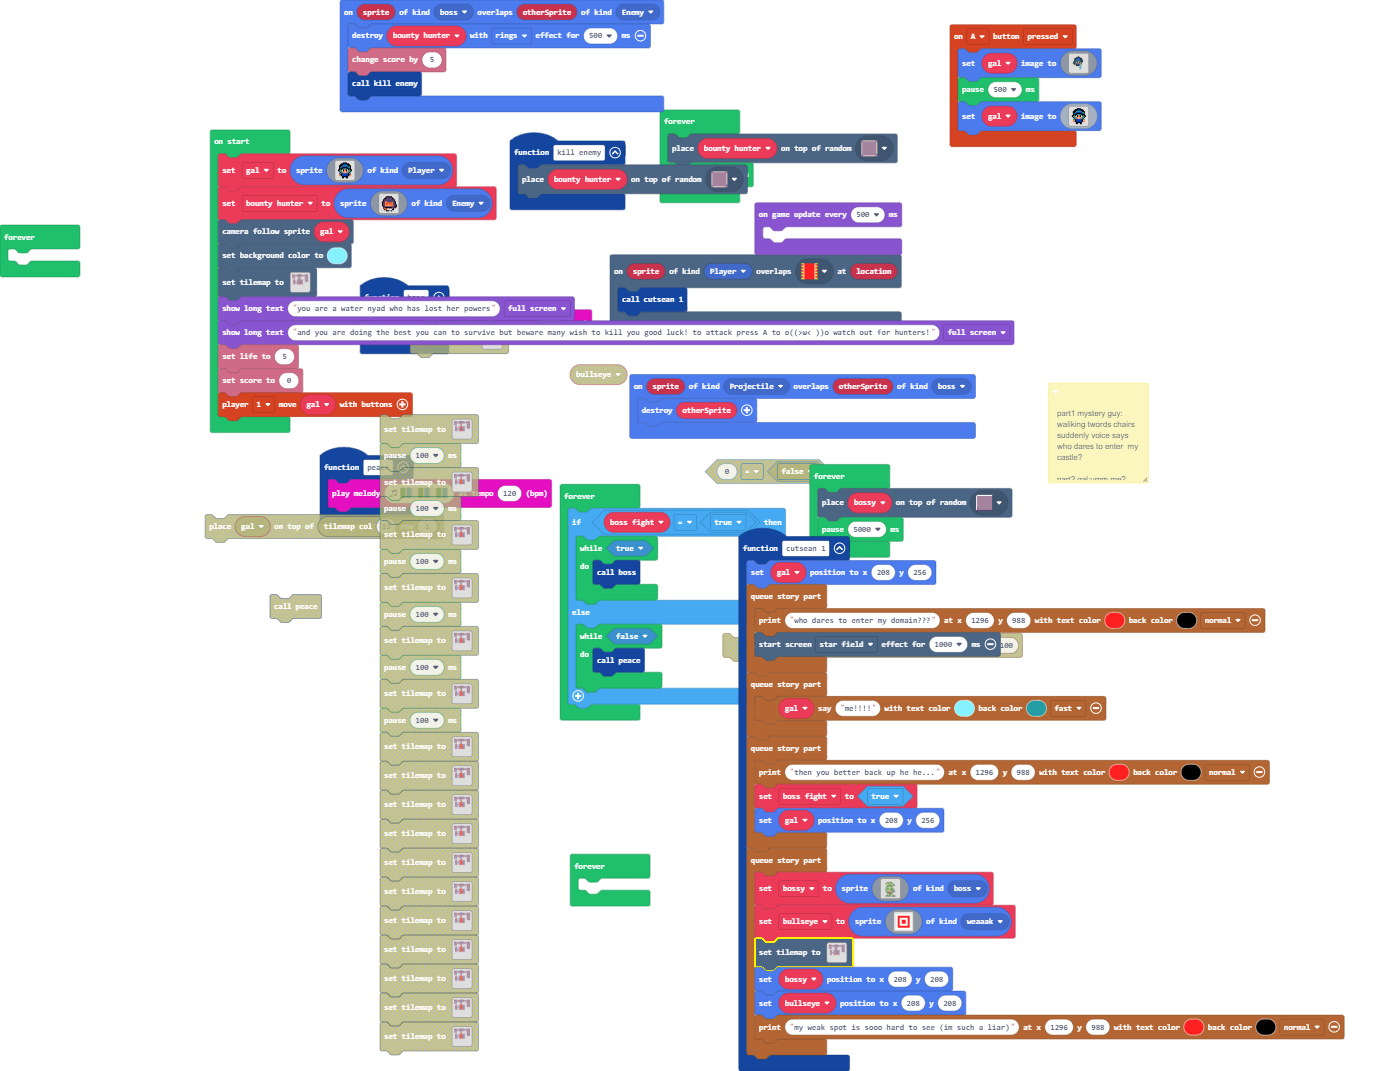 on sprite of kind boss overlaps otherSprite of kind Enemy
destroy bounty hunter with rings effect for 500 ms
change score by 5
call kill enemy
on A button pressed
set gal image to
pause 500 ms
set gal image to
forever
place bounty hunter on top of random
function kill enemy
place bounty hunter on top of random
on start
set gal to sprite of kind Player
set bounty hunter to sprite of kind Enemy
camera follow sprite gal
set background color to
set tilemap to
show long text "you are a water nyad who has lost her powers" full screen
show long text "and you are doing the best you can to survive but beware many wish to kill you good luck! to attack press A to o((>ω< ))o watch out for hunters!" full screen
set life to 5
set score to 0
player 1 move gal with buttons
forever
on game update every 500 ms
on sprite of kind Player overlaps at location
call cutsean 1
function
bullseye
on sprite of kind Projectile overlaps otherSprite of kind boss
destroy otherSprite
part1 mystery guy:
waliking twords chairs
suddenly voice says
who dares to enter my
castle?
part2 gal:umm me?
function pea
play melody tempo 120 (bpm)
place gal on top of tilemap col
call peace
set tilemap to
pause 100 ms
set tilemap to
pause 100 ms
set tilemap to
pause 100 ms
set tilemap to
pause 100 ms
set tilemap to
pause 100 ms
set tilemap to
pause 100 ms
set tilemap to
set tilemap to
set tilemap to
set tilemap to
set tilemap to
set tilemap to
set tilemap to
set tilemap to
set tilemap to
set tilemap to
set tilemap to
0 = false
forever
place bossy on top of random
pause 5000 ms
forever
if boss fight = true then
while true
do call boss
else
while false
do call peace
forever
function cutsean 1
set gal position to x 208 y 256
queue story part
print "who dares to enter my domain???" at x 1296 y 988 with text color back color normal
start screen star field effect for 1000 ms
100
queue story part
gal say "me!!!!" with text color back color fast
queue story part
print "then you better back up he he..." at x 1296 y 988 with text color back color normal
set boss fight to true
set gal position to x 208 y 256
queue story part
set bossy to sprite of kind boss
set bullseye to sprite of kind weaaak
set tilemap to
set bossy position to x 208 y 208
set bullseye position to x 208 y 208
print "my weak spot is sooo hard to see (im such a liar)" at x 1296 y 988 with text color back color normal